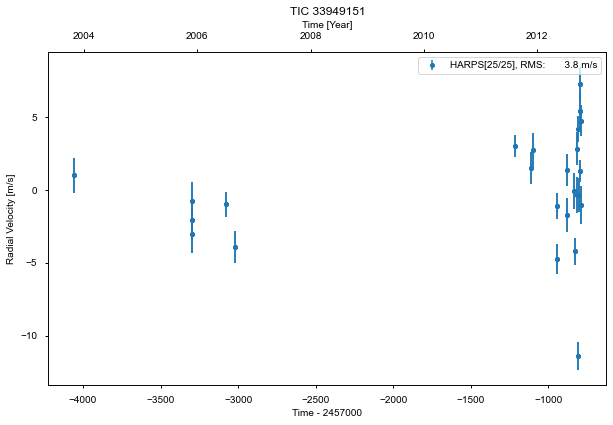 TIC 33949151
Time [Year]
2004 2006 2008 2010 2012
HARPS[25/25], RMS: 3.8 m/s
Radial Velocity [m/s]
5
0
−5
−10
−4000 −3500 −3000 −2500 −2000 −1500 −1000
Time - 2457000